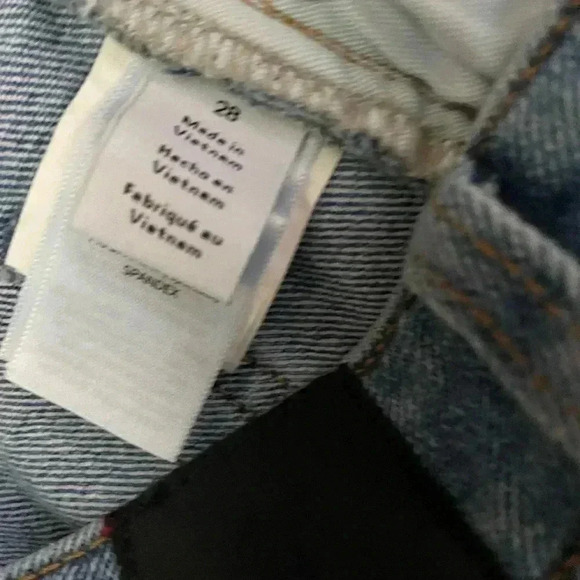 28
Made in
Vietnam
Hecho en
Vietnam
Fabriqué au
Vietnam
SPANDEX